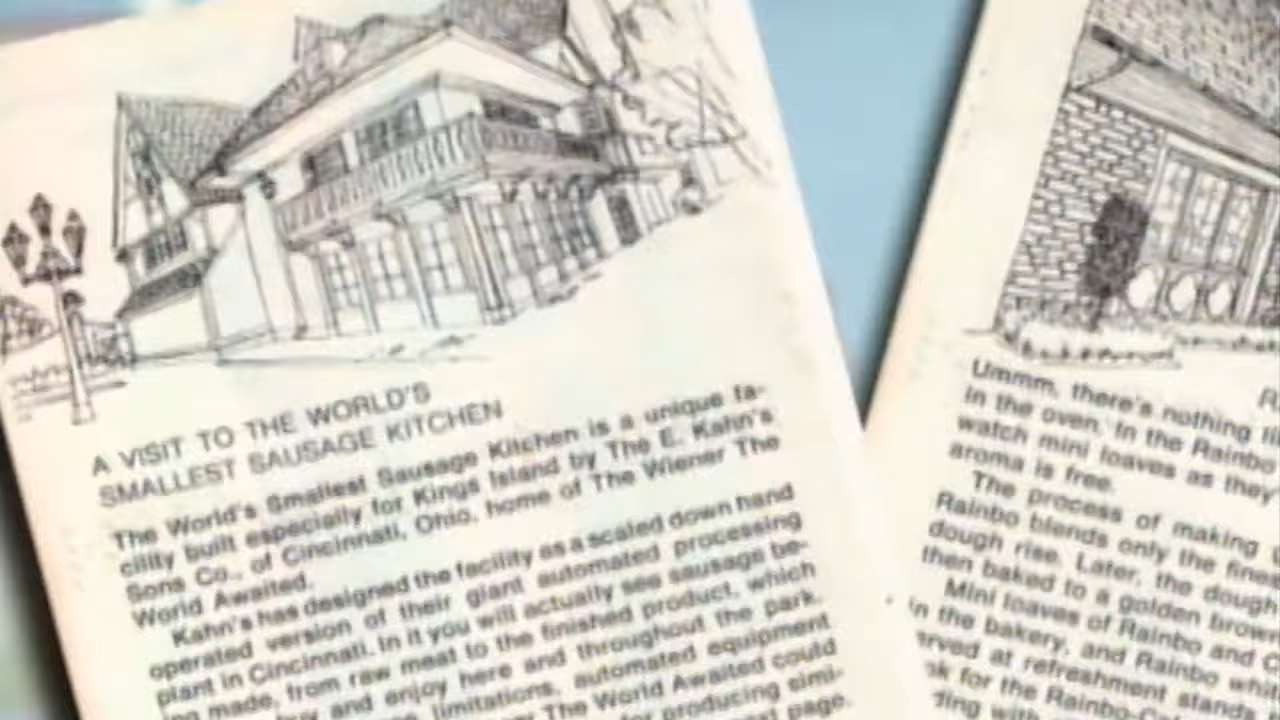 A VISIT TO THE WORLD'S
SMALLEST SAUSAGE KITCHEN
The World's Smallest Sausage Kitchen is a unique fa-
cility built especially for Kings Island by The E. Kahn's
Sons Co., of Cincinnati, Ohio, home of The Wiener The
World Awaited.
Kahn's has designed the facility as a scaled down hand
operated version of their giant automated processing
plant in Cincinnati. In it you will actually see sausage be-
ing made, from raw meat to the finished product, which
buy and enjoy here and throughout the park.
limitations, automated equipment
The World Awaited could
for producing simi-
page.
R
Ummm, there's nothing
in the oven. In the Rainbo
watch mini loaves as they
aroma is free.
The process of making
Rainbo blends only the fines
dough rise. Later, the dough
then baked to a golden brown
Mini loaves of Rainbo and
in the bakery, and Rainbo whi
at refreshment stands
for the Rainbo-
with